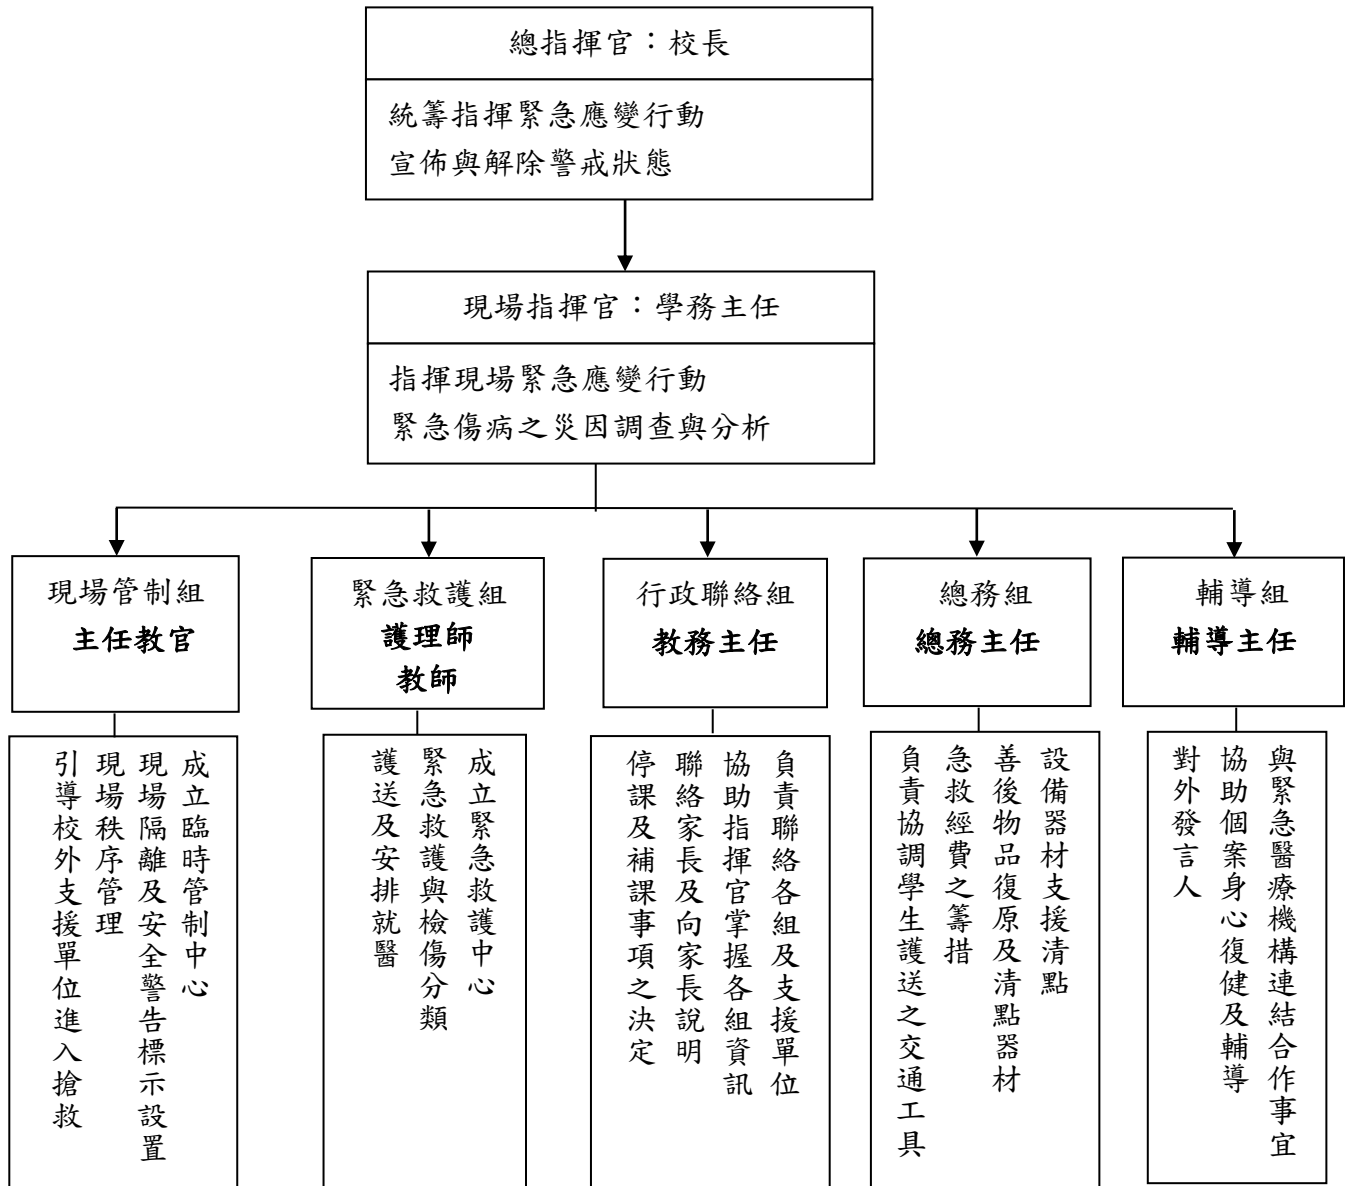 總指揮官：校長
統籌指揮緊急應變行動
宣佈與解除警戒狀態
現場指揮官：學務主任
指揮現場緊急應變行動
緊急傷病之災因調查與分析
現場管制組
主任教官
緊急救護組
護理師
教師
行政聯絡組
教務主任
總務組
總務主任
輔導組
輔導主任
成立臨時管制中心
現場隔離及安全警告標示設置
現場秩序管理
引導校外支援單位進入搶救
成立緊急救護中心
緊急救護與檢傷分類
護送及安排就醫
負責聯絡各組及支援單位
協助指揮官掌握各組資訊
聯絡家長及向家長說明
停課及補課事項之決定
設備器材支援清點
善後物品復原及清點器材
急救經費之籌措
負責協調學生護送之交通工具
與緊急醫療機構連結合作事宜
協助個案身心復健及輔導
對外發言人